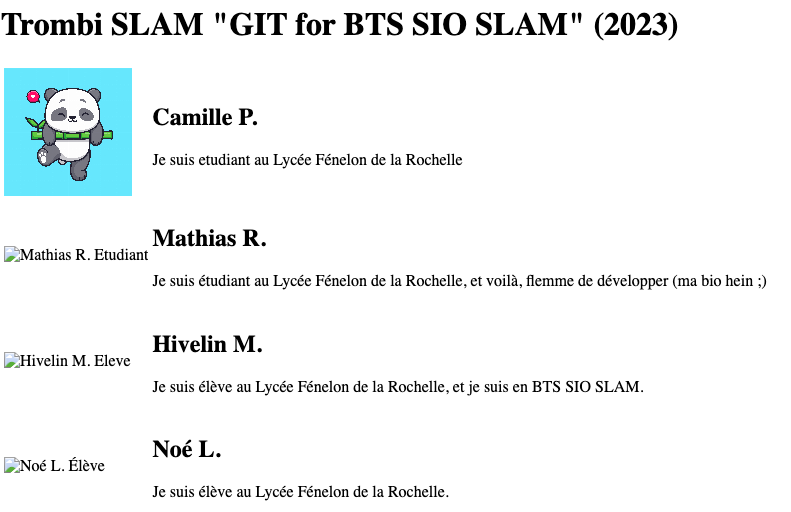 Trombi SLAM "GIT for BTS SIO SLAM" (2023)
Camille P.
Je suis etudiant au Lycée Fénelon de la Rochelle
Mathias R. Etudiant
Mathias R.
Je suis étudiant au Lycée Fénelon de la Rochelle, et voilà, flemme de développer (ma bio hein ;)
Hivelin M. Eleve
Hivelin M.
Je suis élève au Lycée Fénelon de la Rochelle, et je suis en BTS SIO SLAM.
Noé L. Élève
Noé L.
Je suis élève au Lycée Fénelon de la Rochelle.